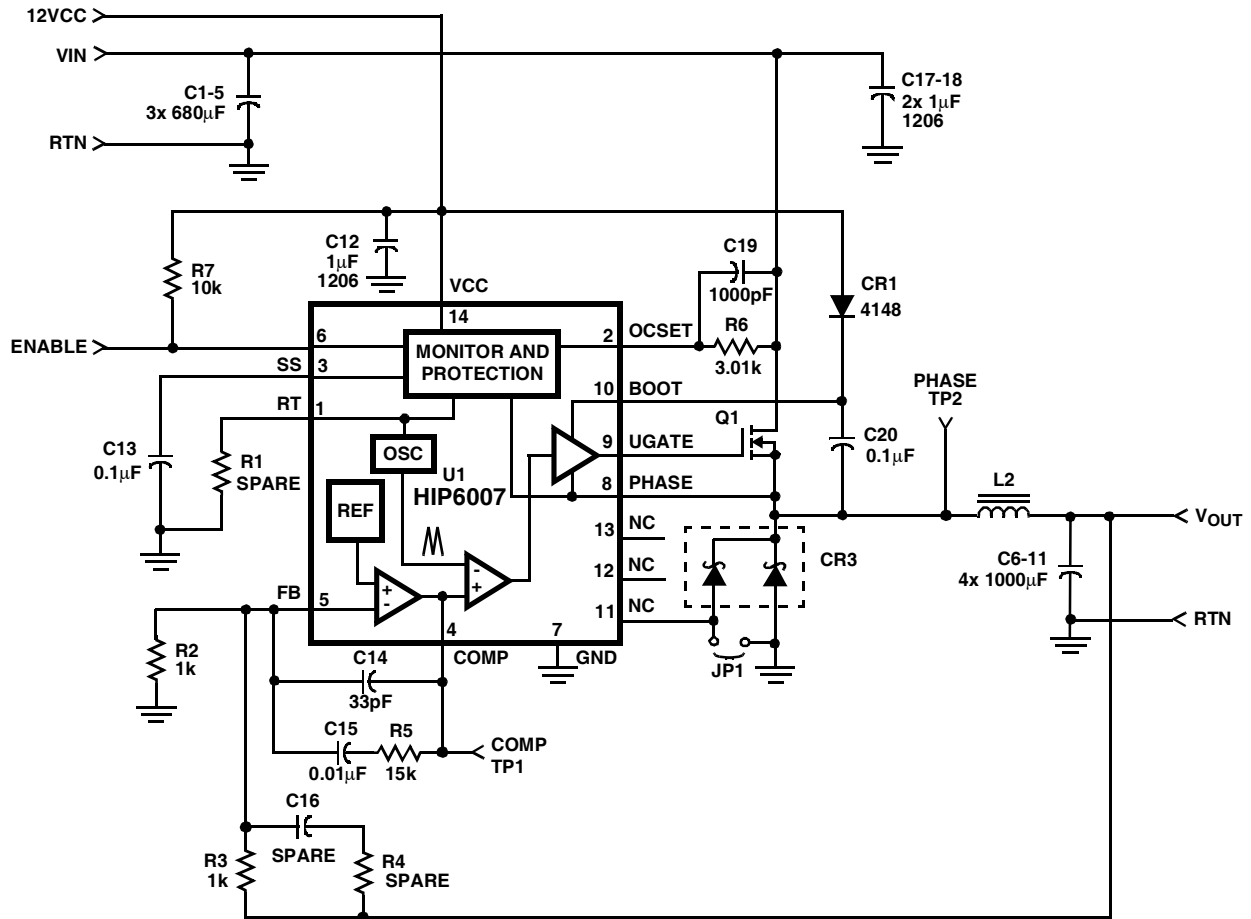 12VCC
VIN
C1-5
3x 680μF
RTN
C17-18
2x 1μF
1206
C12
1μF
1206
R7
10k
VCC
14
C19
1000pF
CR1
4148
ENABLE
6
MONITOR AND
PROTECTION
2
OCSET
R6
3.01k
SS
3
10
BOOT
PHASE
TP2
RT
1
Q1
C13
0.1μF
R1
SPARE
OSC
U1
HIP6007
9
UGATE
C20
0.1μF
REF
8
PHASE
L2
VOUT
13
NC
CR3
C6-11
4x 1000μF
12
NC
-
+
+
-
FB
5
11
NC
RTN
4
COMP
7
GND
R2
1k
C14
33pF
JP1
C15
0.01μF
R5
15k
COMP
TP1
C16
SPARE
R3
1k
R4
SPARE